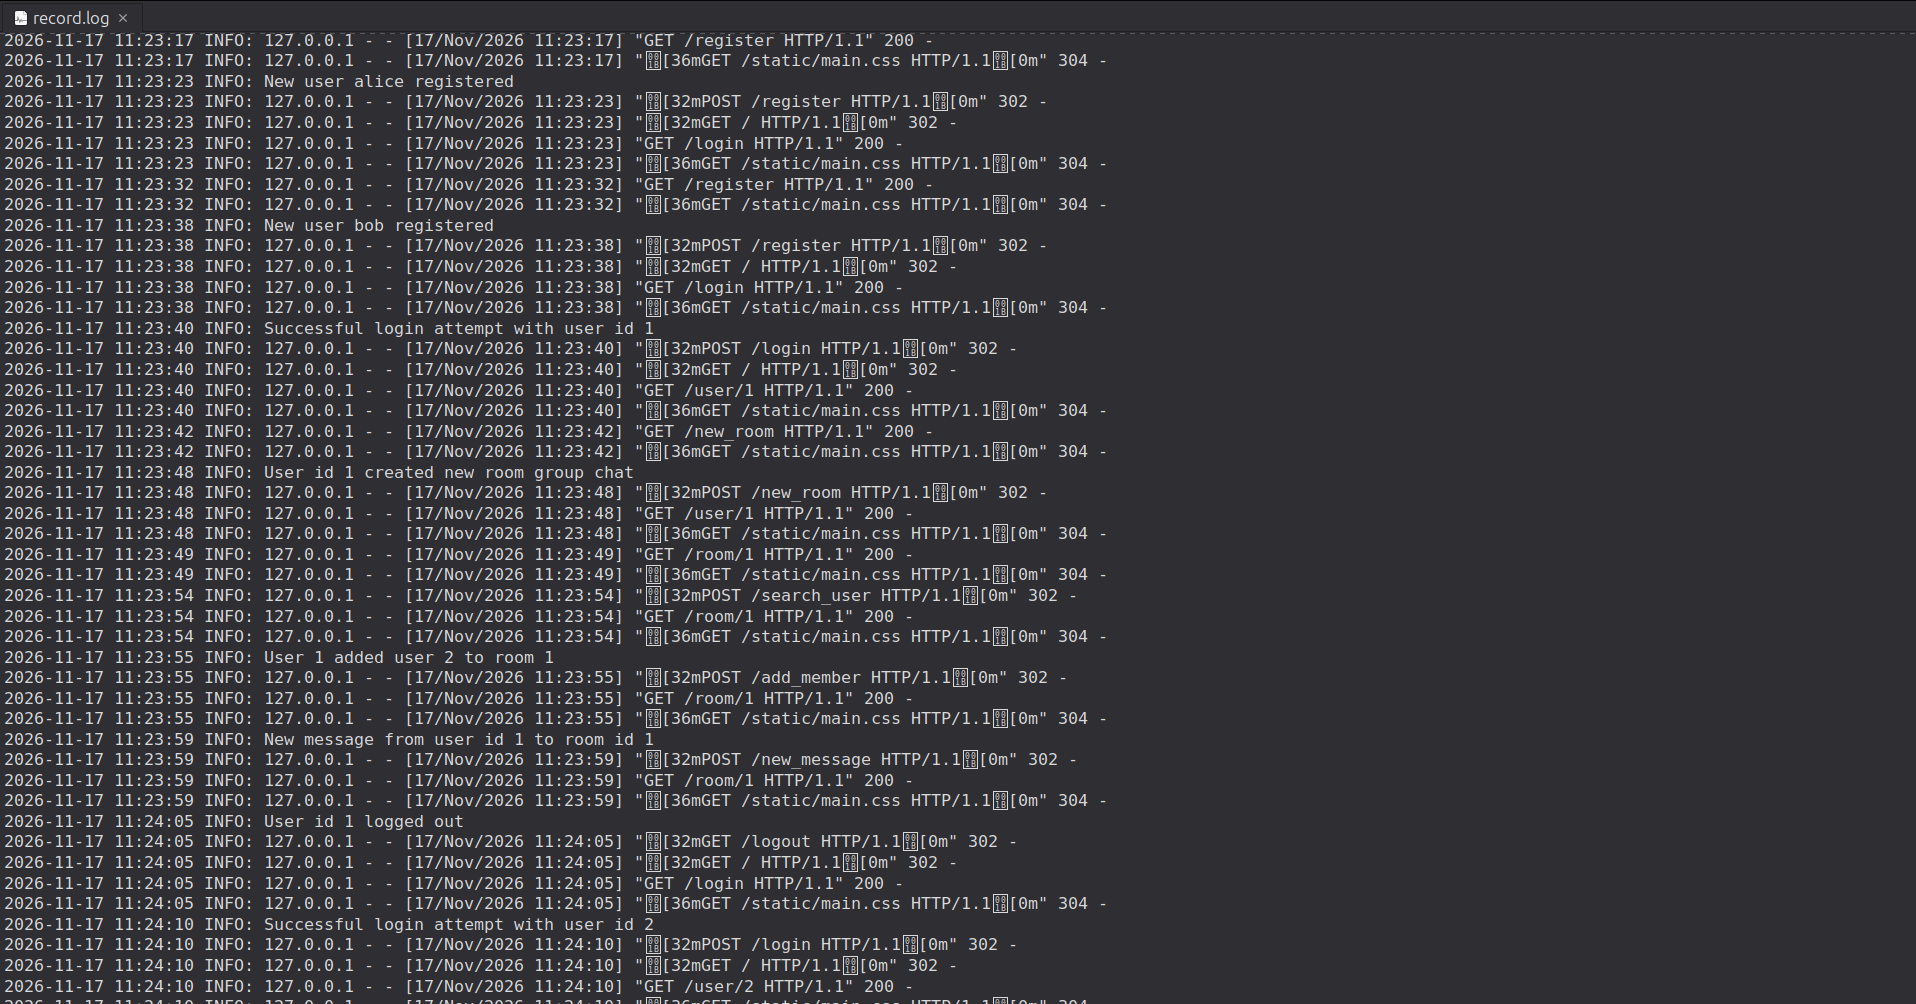 record.log ×
2026-11-17 11:23:17 INFO: 127.0.0.1 - - [17/Nov/2026 11:23:17] "GET /register HTTP/1.1" 200 -
2026-11-17 11:23:17 INFO: 127.0.0.1 - - [17/Nov/2026 11:23:17] "[36mGET /static/main.css HTTP/1.1[0m" 304 -
2026-11-17 11:23:23 INFO: New user alice registered
2026-11-17 11:23:23 INFO: 127.0.0.1 - - [17/Nov/2026 11:23:23] "[32mPOST /register HTTP/1.1[0m" 302 -
2026-11-17 11:23:23 INFO: 127.0.0.1 - - [17/Nov/2026 11:23:23] "[32mGET / HTTP/1.1[0m" 302 -
2026-11-17 11:23:23 INFO: 127.0.0.1 - - [17/Nov/2026 11:23:23] "GET /login HTTP/1.1" 200 -
2026-11-17 11:23:23 INFO: 127.0.0.1 - - [17/Nov/2026 11:23:23] "[36mGET /static/main.css HTTP/1.1[0m" 304 -
2026-11-17 11:23:32 INFO: 127.0.0.1 - - [17/Nov/2026 11:23:32] "GET /register HTTP/1.1" 200 -
2026-11-17 11:23:32 INFO: 127.0.0.1 - - [17/Nov/2026 11:23:32] "[36mGET /static/main.css HTTP/1.1[0m" 304 -
2026-11-17 11:23:38 INFO: New user bob registered
2026-11-17 11:23:38 INFO: 127.0.0.1 - - [17/Nov/2026 11:23:38] "[32mPOST /register HTTP/1.1[0m" 302 -
2026-11-17 11:23:38 INFO: 127.0.0.1 - - [17/Nov/2026 11:23:38] "[32mGET / HTTP/1.1[0m" 302 -
2026-11-17 11:23:38 INFO: 127.0.0.1 - - [17/Nov/2026 11:23:38] "GET /login HTTP/1.1" 200 -
2026-11-17 11:23:38 INFO: 127.0.0.1 - - [17/Nov/2026 11:23:38] "[36mGET /static/main.css HTTP/1.1[0m" 304 -
2026-11-17 11:23:40 INFO: Successful login attempt with user id 1
2026-11-17 11:23:40 INFO: 127.0.0.1 - - [17/Nov/2026 11:23:40] "[32mPOST /login HTTP/1.1[0m" 302 -
2026-11-17 11:23:40 INFO: 127.0.0.1 - - [17/Nov/2026 11:23:40] "[32mGET / HTTP/1.1[0m" 302 -
2026-11-17 11:23:40 INFO: 127.0.0.1 - - [17/Nov/2026 11:23:40] "GET /user/1 HTTP/1.1" 200 -
2026-11-17 11:23:40 INFO: 127.0.0.1 - - [17/Nov/2026 11:23:40] "[36mGET /static/main.css HTTP/1.1[0m" 304 -
2026-11-17 11:23:42 INFO: 127.0.0.1 - - [17/Nov/2026 11:23:42] "GET /new_room HTTP/1.1" 200 -
2026-11-17 11:23:42 INFO: 127.0.0.1 - - [17/Nov/2026 11:23:42] "[36mGET /static/main.css HTTP/1.1[0m" 304 -
2026-11-17 11:23:48 INFO: User id 1 created new room group chat
2026-11-17 11:23:48 INFO: 127.0.0.1 - - [17/Nov/2026 11:23:48] "[32mPOST /new_room HTTP/1.1[0m" 302 -
2026-11-17 11:23:48 INFO: 127.0.0.1 - - [17/Nov/2026 11:23:48] "GET /user/1 HTTP/1.1" 200 -
2026-11-17 11:23:48 INFO: 127.0.0.1 - - [17/Nov/2026 11:23:48] "[36mGET /static/main.css HTTP/1.1[0m" 304 -
2026-11-17 11:23:49 INFO: 127.0.0.1 - - [17/Nov/2026 11:23:49] "GET /room/1 HTTP/1.1" 200 -
2026-11-17 11:23:49 INFO: 127.0.0.1 - - [17/Nov/2026 11:23:49] "[36mGET /static/main.css HTTP/1.1[0m" 304 -
2026-11-17 11:23:54 INFO: 127.0.0.1 - - [17/Nov/2026 11:23:54] "[32mPOST /search_user HTTP/1.1[0m" 302 -
2026-11-17 11:23:54 INFO: 127.0.0.1 - - [17/Nov/2026 11:23:54] "GET /room/1 HTTP/1.1" 200 -
2026-11-17 11:23:54 INFO: 127.0.0.1 - - [17/Nov/2026 11:23:54] "[36mGET /static/main.css HTTP/1.1[0m" 304 -
2026-11-17 11:23:55 INFO: User 1 added user 2 to room 1
2026-11-17 11:23:55 INFO: 127.0.0.1 - - [17/Nov/2026 11:23:55] "[32mPOST /add_member HTTP/1.1[0m" 302 -
2026-11-17 11:23:55 INFO: 127.0.0.1 - - [17/Nov/2026 11:23:55] "GET /room/1 HTTP/1.1" 200 -
2026-11-17 11:23:55 INFO: 127.0.0.1 - - [17/Nov/2026 11:23:55] "[36mGET /static/main.css HTTP/1.1[0m" 304 -
2026-11-17 11:23:59 INFO: New message from user id 1 to room id 1
2026-11-17 11:23:59 INFO: 127.0.0.1 - - [17/Nov/2026 11:23:59] "[32mPOST /new_message HTTP/1.1[0m" 302 -
2026-11-17 11:23:59 INFO: 127.0.0.1 - - [17/Nov/2026 11:23:59] "GET /room/1 HTTP/1.1" 200 -
2026-11-17 11:23:59 INFO: 127.0.0.1 - - [17/Nov/2026 11:23:59] "[36mGET /static/main.css HTTP/1.1[0m" 304 -
2026-11-17 11:24:05 INFO: User id 1 logged out
2026-11-17 11:24:05 INFO: 127.0.0.1 - - [17/Nov/2026 11:24:05] "[32mGET /logout HTTP/1.1[0m" 302 -
2026-11-17 11:24:05 INFO: 127.0.0.1 - - [17/Nov/2026 11:24:05] "[32mGET / HTTP/1.1[0m" 302 -
2026-11-17 11:24:05 INFO: 127.0.0.1 - - [17/Nov/2026 11:24:05] "GET /login HTTP/1.1" 200 -
2026-11-17 11:24:05 INFO: 127.0.0.1 - - [17/Nov/2026 11:24:05] "[36mGET /static/main.css HTTP/1.1[0m" 304 -
2026-11-17 11:24:10 INFO: Successful login attempt with user id 2
2026-11-17 11:24:10 INFO: 127.0.0.1 - - [17/Nov/2026 11:24:10] "[32mPOST /login HTTP/1.1[0m" 302 -
2026-11-17 11:24:10 INFO: 127.0.0.1 - - [17/Nov/2026 11:24:10] "[32mGET / HTTP/1.1[0m" 302 -
2026-11-17 11:24:10 INFO: 127.0.0.1 - - [17/Nov/2026 11:24:10] "GET /user/2 HTTP/1.1" 200 -